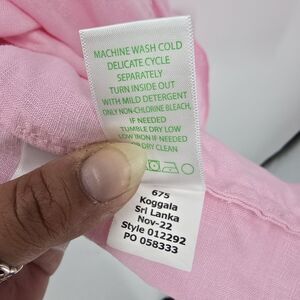 MACHINE WASH COLD
DELICATE CYCLE
SEPARATELY
TURN INSIDE OUT
WITH MILD DETERGENT
ONLY NON-CHLORINE BLEACH,
IF NEEDED
TUMBLE DRY LOW
LOW IRON IF NEEDED
DRY CLEAN
675
Koggala
Sri Lanka
Nov-22
Style 012292
PO 058333